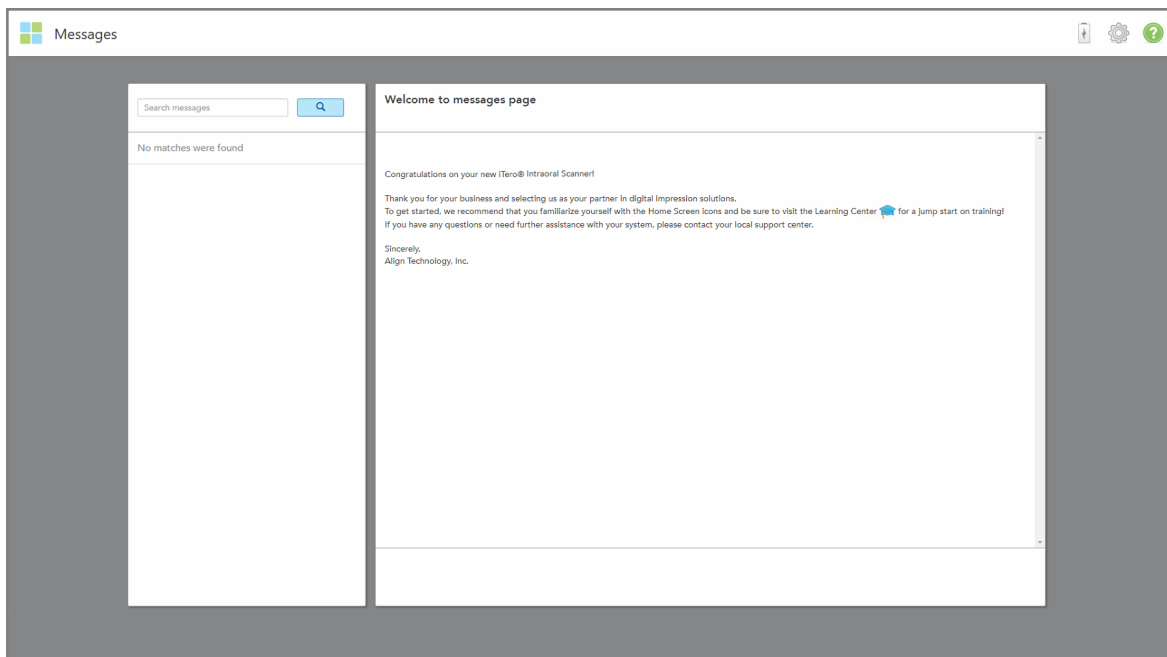 Messages
?
Search messages
No matches were found
Welcome to messages page
Congratulations on your new iTero® Intraoral Scanner!
Thank you for your business and selecting us as your partner in digital impression solutions.
To get started, we recommend that you familiarize yourself with the Home Screen icons and be sure to visit the Learning Center for a jump start on training!
If you have any questions or need further assistance with your system, please contact your local support center.
Sincerely,
Align Technology, Inc.